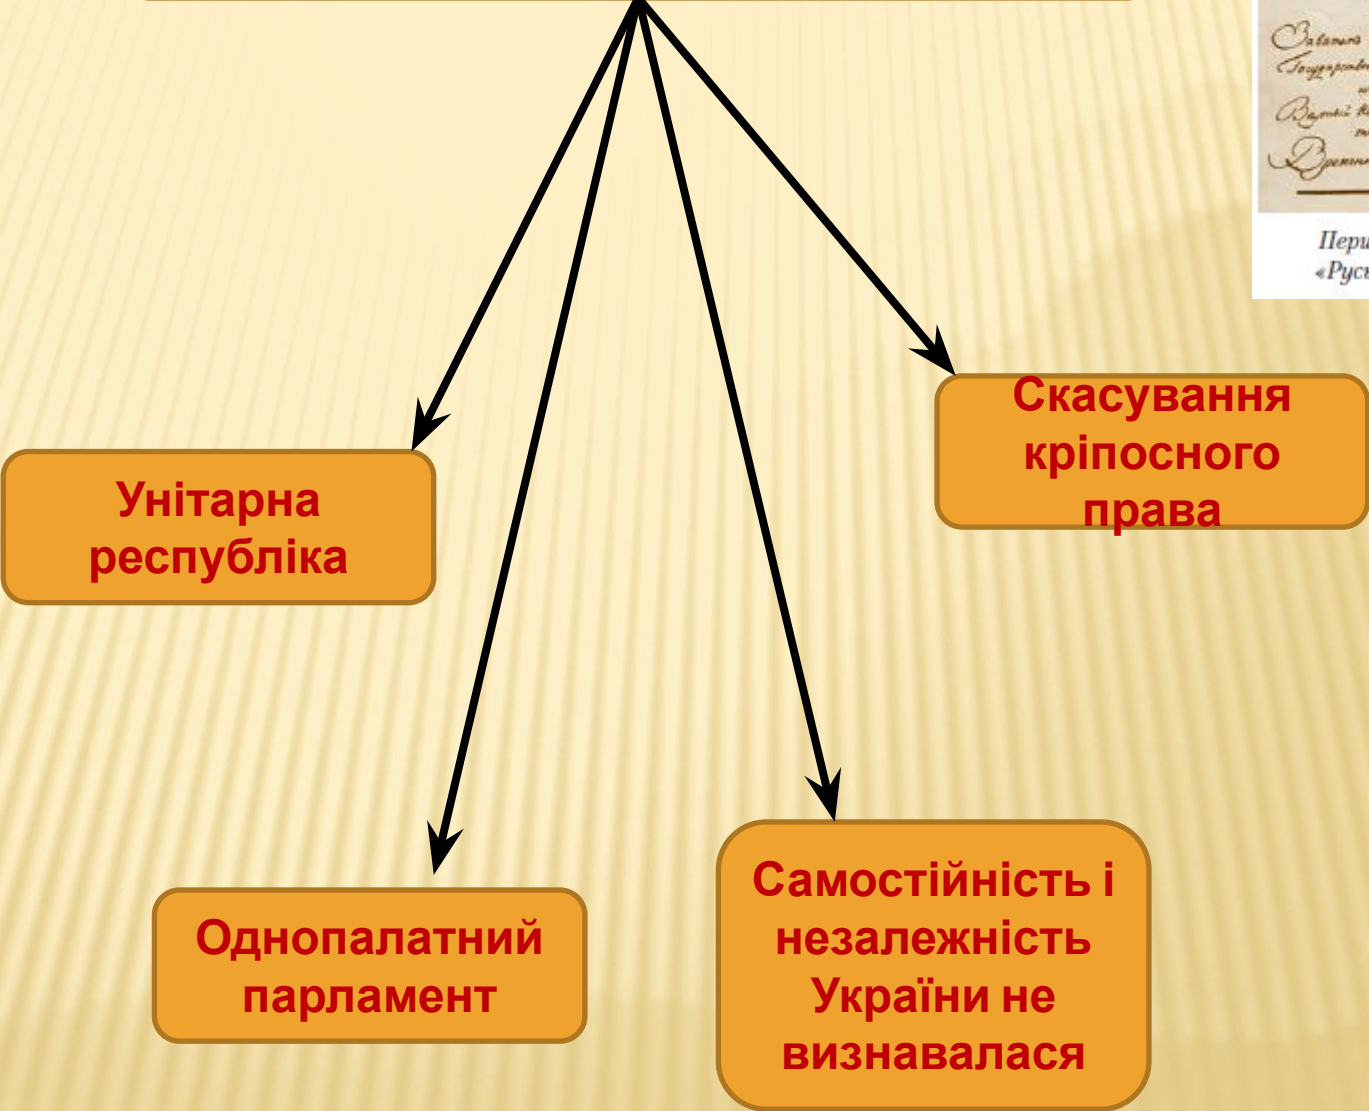 Скасування
кріпосного
права
Унітарна
республіка
Однопалатний
парламент
Самостійність і
незалежність
України не
визнавалася